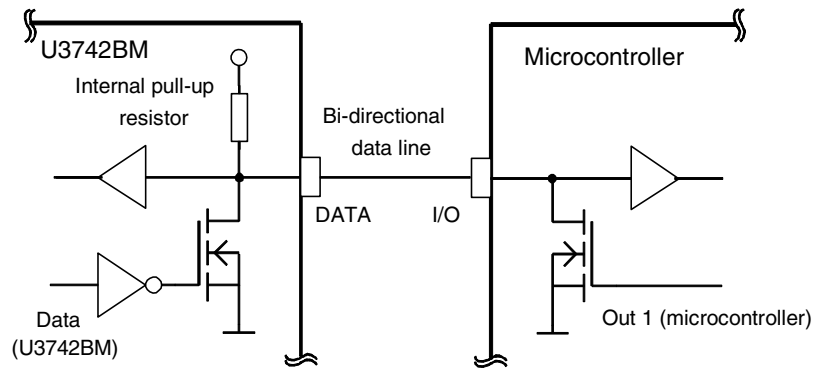 U3742BM
Microcontroller
Internal pull-up
resistor
Bi-directional
data line
DATA
I/O
Data
(U3742BM)
Out 1 (microcontroller)